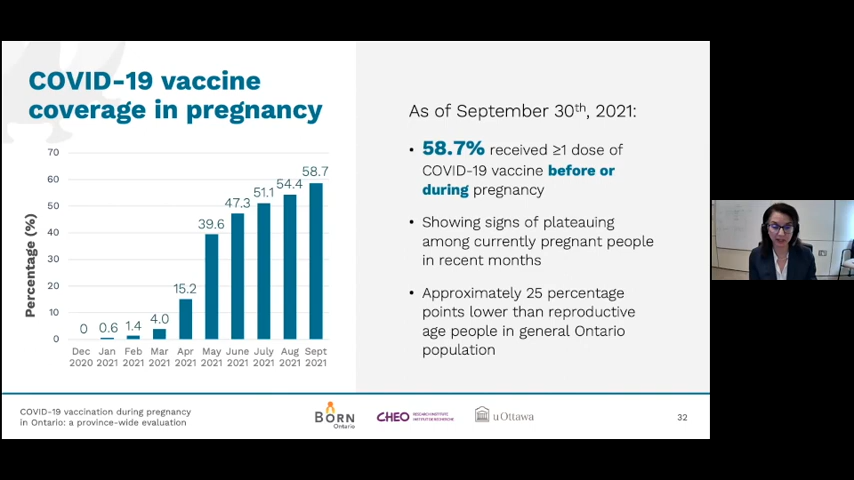 COVID-19 vaccine
coverage in pregnancy
Percentage (%)
70
60
50
40
30
20
10
0
0
0.6
1.4
4.0
15.2
39.6
47.3
51.1
54.4
58.7
Dec Jan Feb Mar Apr May June July Aug Sept
2020 2021 2021 2021 2021 2021 2021 2021 2021 2021
As of September 30th, 2021:
• 58.7% received ≥1 dose of
COVID-19 vaccine before or
during pregnancy
• Showing signs of plateauing
among currently pregnant people
in recent months
• Approximately 25 percentage
points lower than reproductive
age people in general Ontario
population
COVID-19 vaccination during pregnancy
in Ontario: a province-wide evaluation
BORN
Ontario
CHEO
RESEARCH INSTITUTE
INSTITUT DE RECHERCHE
uOttawa
32